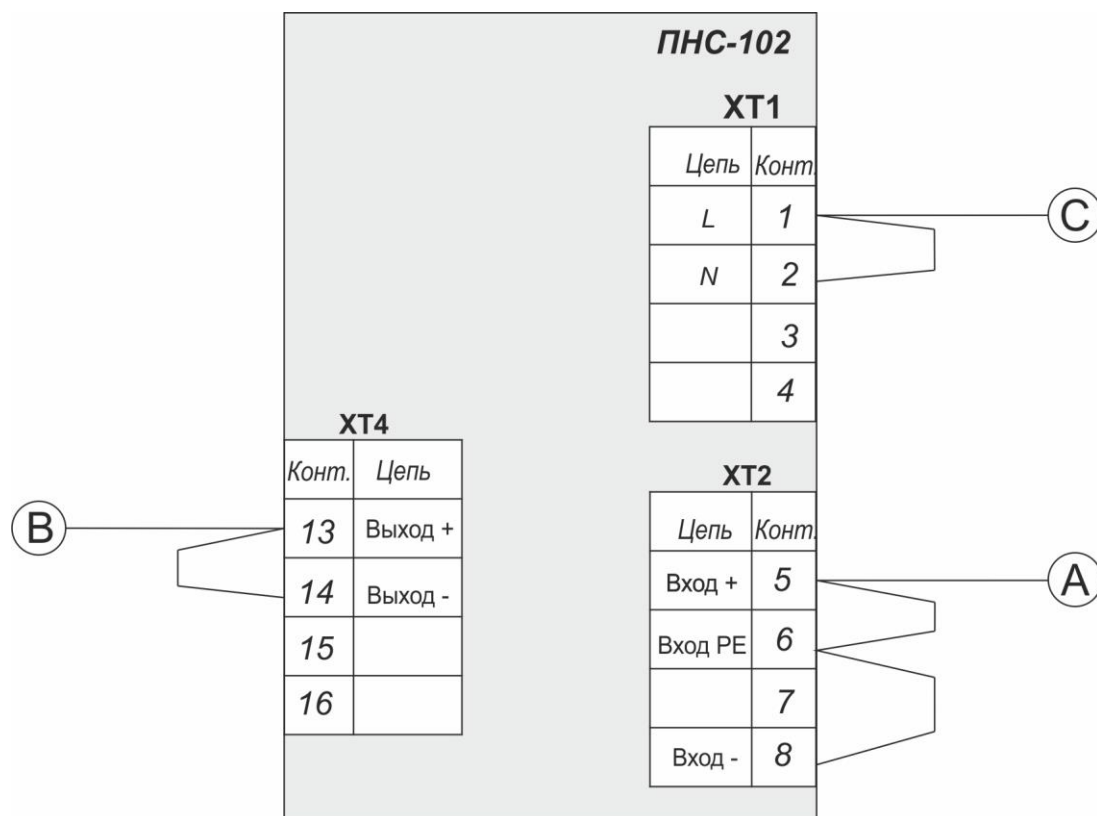 ПНС-102
XT1
Цепь Конт.
L 1
C
N 2
3
4
XT4
Конт. Цепь
B
13 Выход +
14 Выход -
15
16
XT2
Цепь Конт.
Вход + 5
A
Вход PE 6
7
Вход - 8